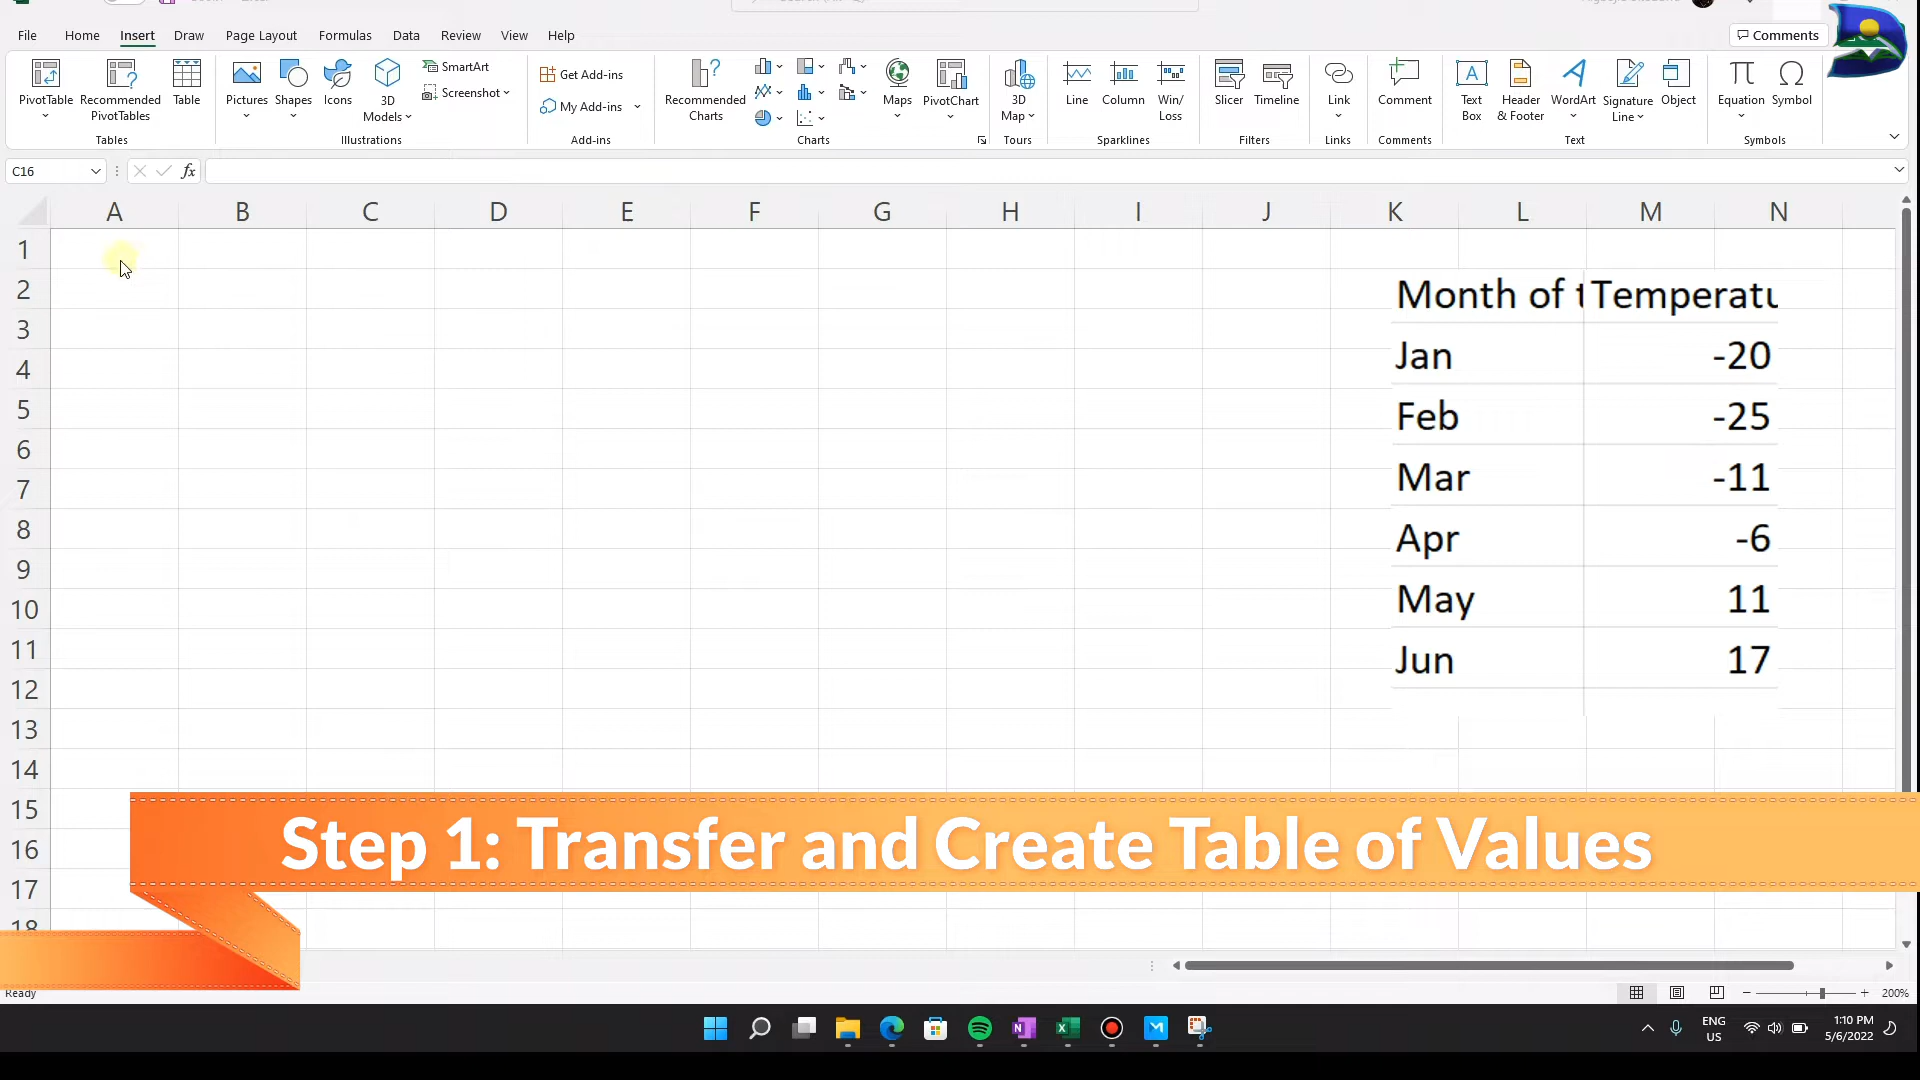 File Home Insert Draw Page Layout Formulas Data Review View Help Comments
PivotTable Recommended PivotTables Table Pictures Shapes Icons 3D Models SmartArt Screenshot Get Add-ins My Add-ins Recommended Charts Maps PivotChart 3D Map Line Column Win/ Loss Slicer Timeline Link Comment Text Box Header & Footer WordArt Signature Line Object Equation Symbol
Tables Illustrations Add-ins Charts Tours Sparklines Filters Links Comments Text Symbols
C16 fx
A B C D E F G H I J K L M N
1
2
Month of t Temperatu
3
Jan -20
4
5
Feb -25
6
7
Mar -11
8
Apr -6
9
10
May 11
11
Jun 17
12
13
14
15
16
Step 1: Transfer and Create Table of Values
17
18
Ready 200%
ENG 1:10 PM
US 5/6/2022